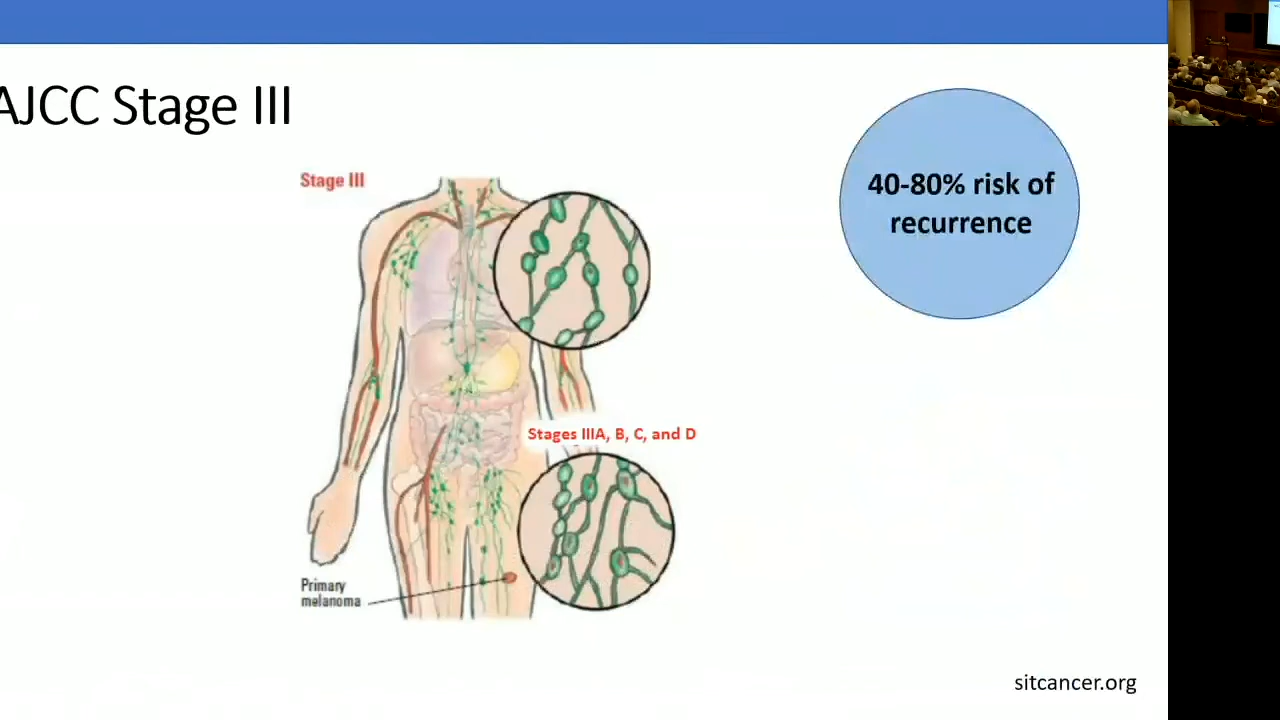 AJCC Stage III
Stage III
40-80% risk of
recurrence
Stages IIIA, B, C, and D
Primary
melanoma
sitcancer.org